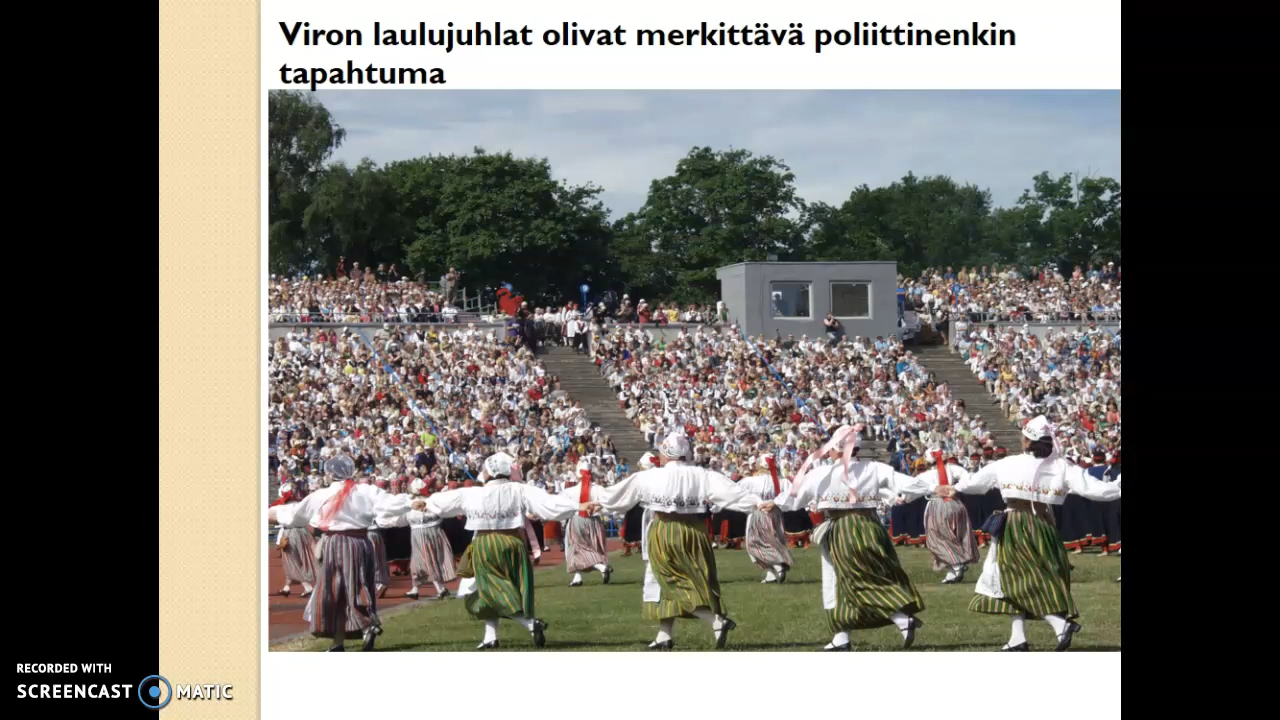 Viron laulujuhlat olivat merkittävä poliittinenkin
tapahtuma
RECORDED WITH
SCREENCAST MATIC